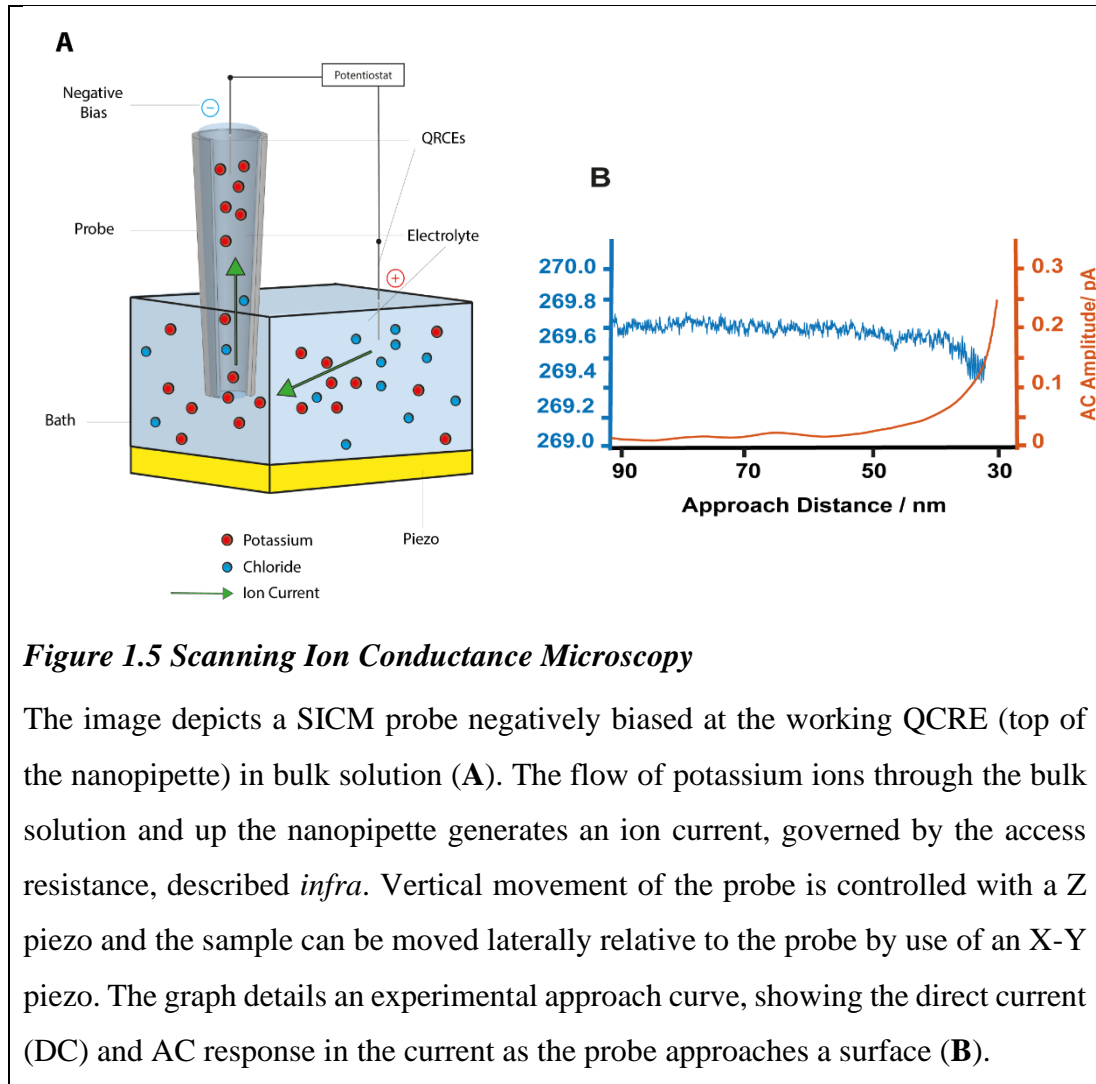 A
Potentiostat
Negative
Bias
−
QRCEs
Probe
Electrolyte
+
Bath
Piezo
Potassium
Chloride
Ion Current
B
270.0
269.8
269.6
269.4
269.2
269.0
0.3
0.2
0.1
0
AC Amplitude/ pA
90
70
50
30
Approach Distance / nm
Figure 1.5 Scanning Ion Conductance Microscopy
The image depicts a SICM probe negatively biased at the working QCRE (top of
the nanopipette) in bulk solution (A). The flow of potassium ions through the bulk
solution and up the nanopipette generates an ion current, governed by the access
resistance, described infra. Vertical movement of the probe is controlled with a Z
piezo and the sample can be moved laterally relative to the probe by use of an X-Y
piezo. The graph details an experimental approach curve, showing the direct current
(DC) and AC response in the current as the probe approaches a surface (B).